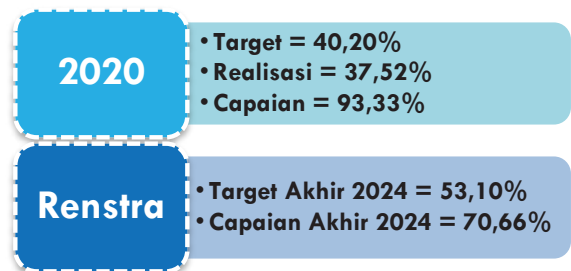 2020
• Target = 40,20%
• Realisasi = 37,52%
• Capaian = 93,33%
Renstra
• Target Akhir 2024 = 53,10%
• Capaian Akhir 2024 = 70,66%